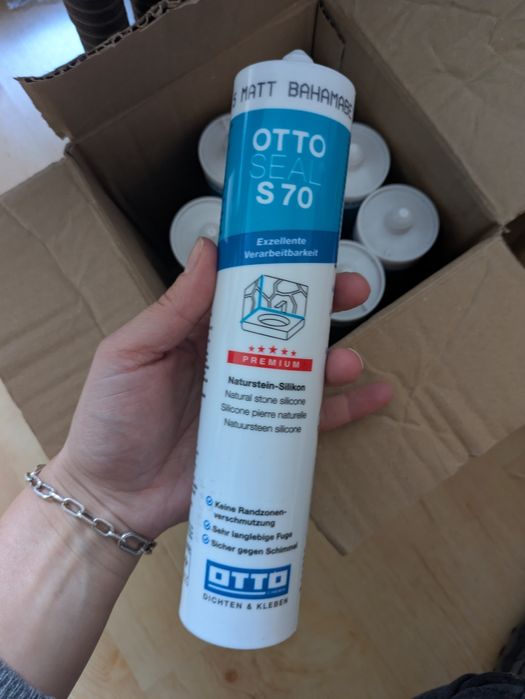 MATT BAHAMABE
OTTO
SEAL
S 70
Exzellente
Verarbeitbarkeit
PREMIUM
Naturstein-Silikon
Natural stone silicone
Silicone pierre naturelle
Natuursteen silicone
Keine Randzonen-
verschmutzung
Sehr langlebige Fuge
Sicher gegen Schimmel
OTTO
DICHTEN & KLEBEN